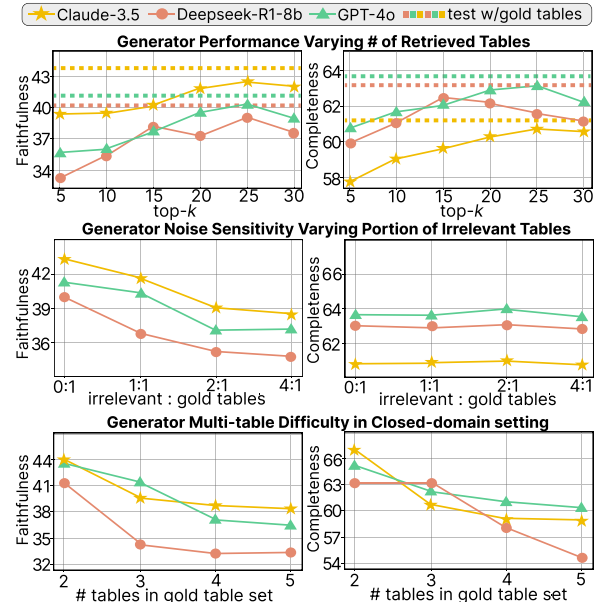 Claude-3.5 Deepseek-R1-8b GPT-4o test w/gold tables
Generator Performance Varying # of Retrieved Tables
Faithfulness
43
40
37
34
5 10 15 20 25 30
top-k
Completeness
64
62
60
58
5 10 15 20 25 30
top-k
Generator Noise Sensitivity Varying Portion of Irrelevant Tables
Faithfulness
42
39
36
0:1 1:1 2:1 4:1
irrelevant : gold tables
Completeness
66
64
62
0:1 1:1 2:1 4:1
irrelevant : gold tables
Generator Multi-table Difficulty in Closed-domain setting
Faithfulness
44
41
38
35
32
2 3 4 5
# tables in gold table set
Completeness
66
63
60
57
54
2 3 4 5
# tables in gold table set